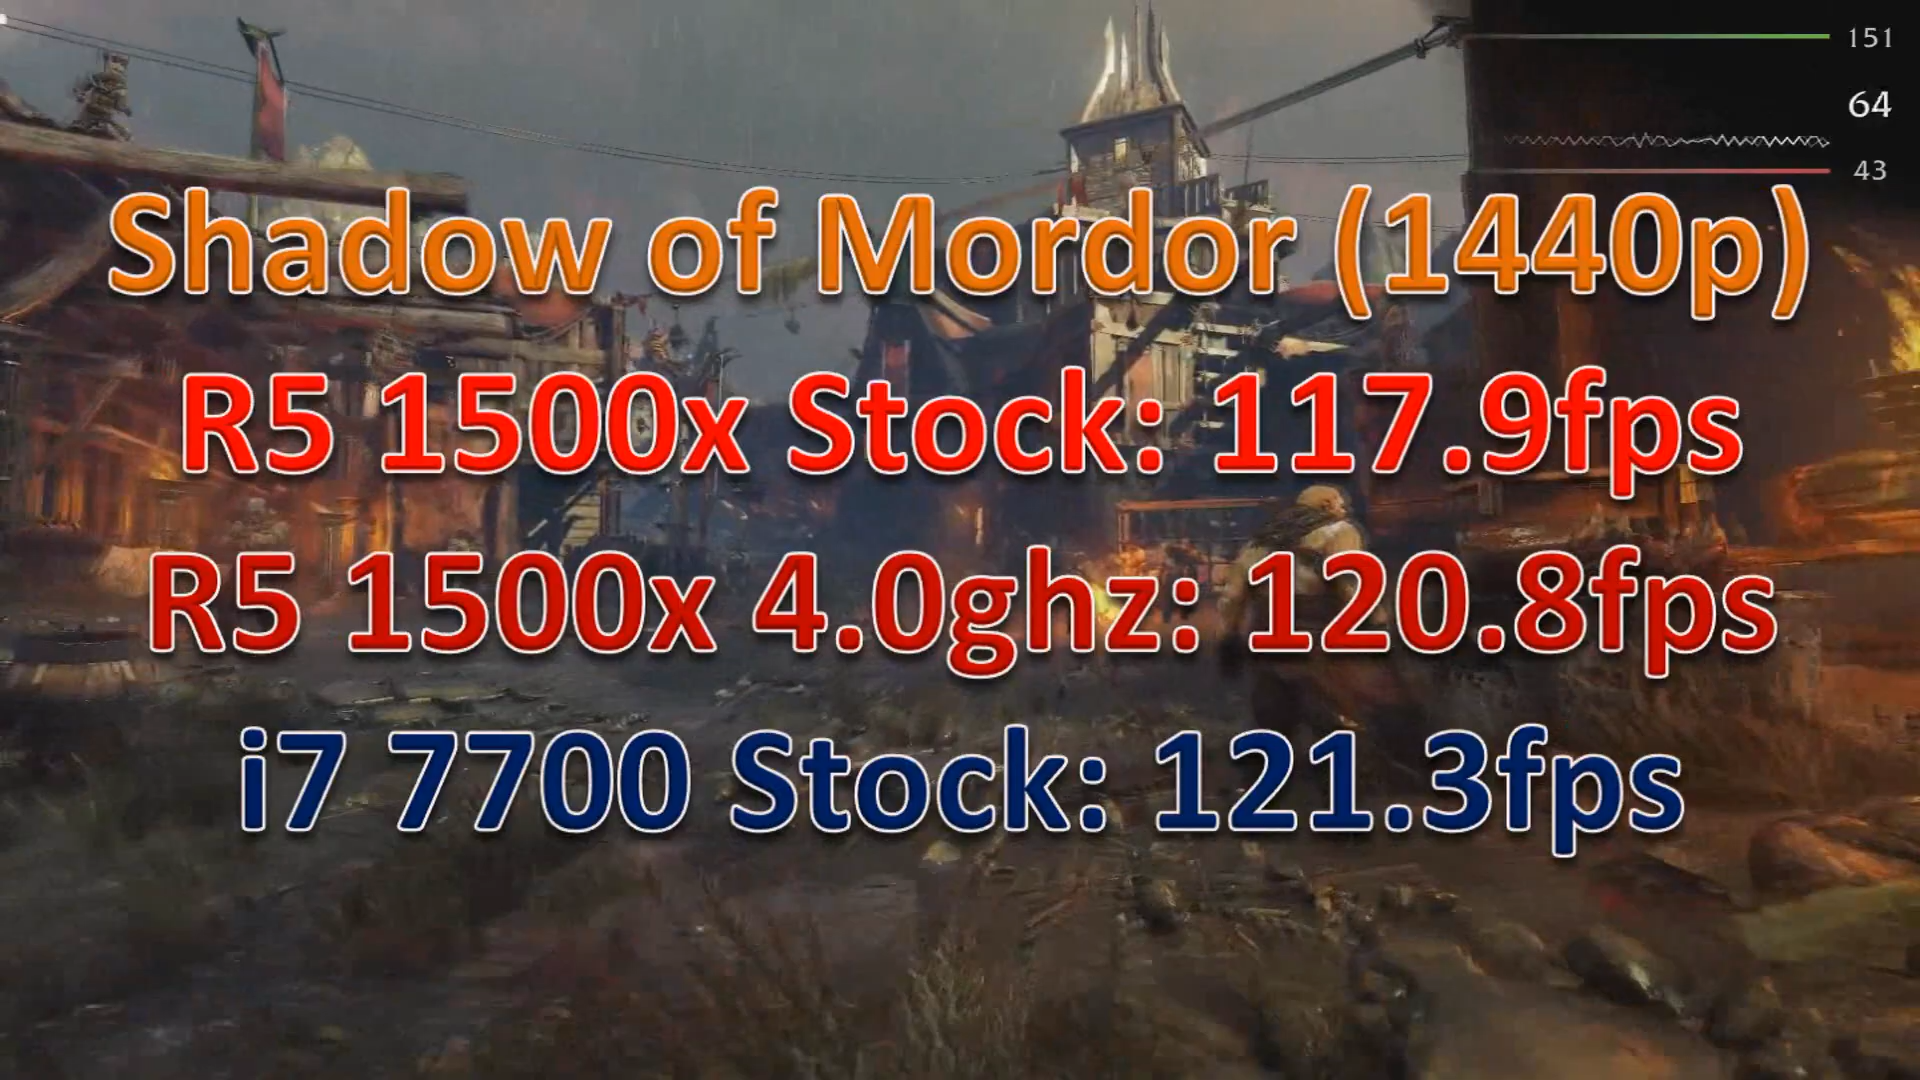 151
64
43
Shadow of Mordor (1440p)
R5 1500x Stock: 117.9fps
R5 1500x 4.0ghz: 120.8fps
i7 7700 Stock: 121.3fps